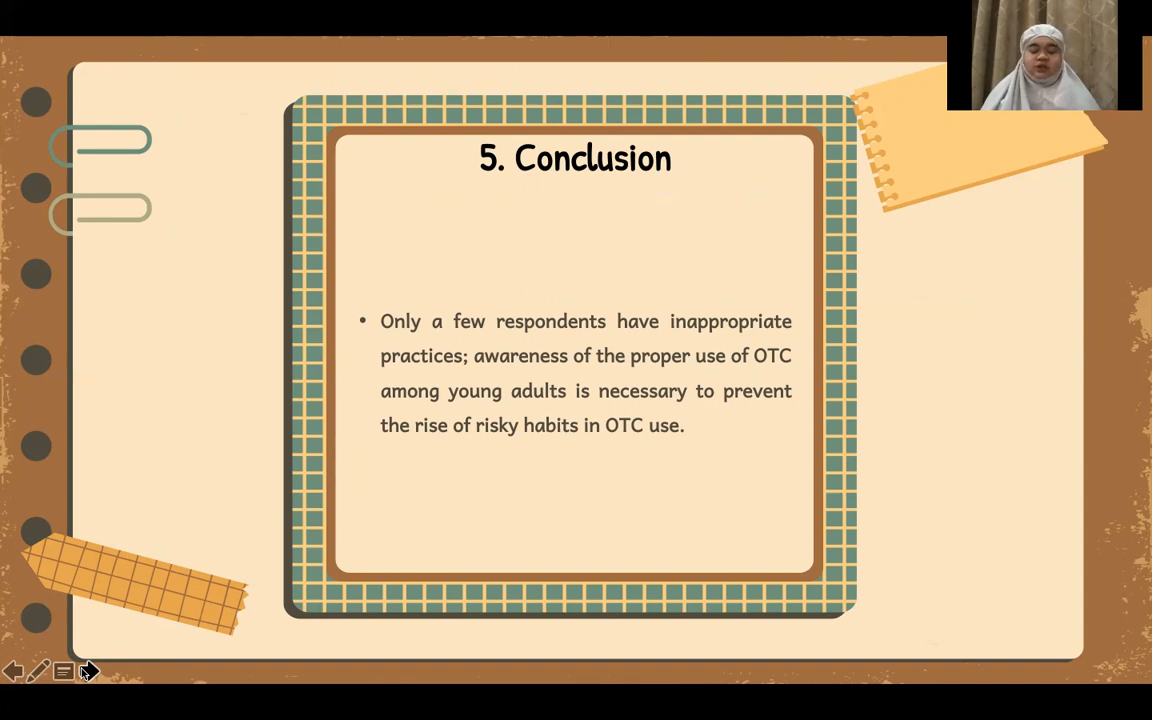 5. Conclusion
• Only a few respondents have inappropriate
practices; awareness of the proper use of OTC
among young adults is necessary to prevent
the rise of risky habits in OTC use.